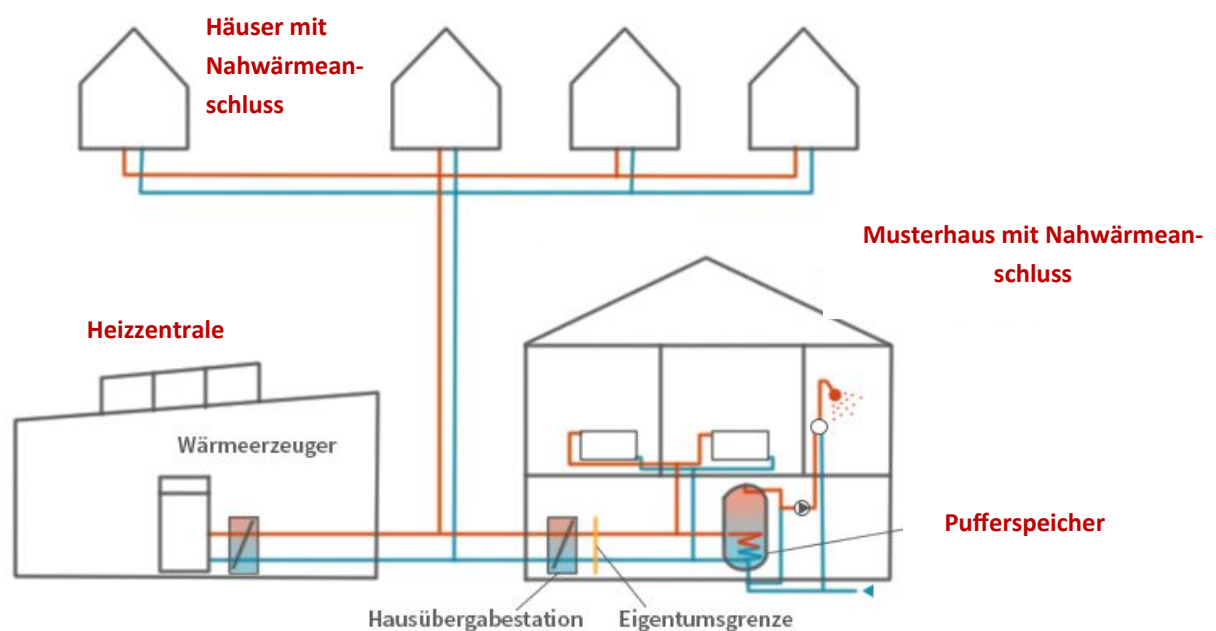 Häuser mit
Nahwärmean-
schluss
Musterhaus mit Nahwärmean-
schluss
Heizzentrale
Wärmeerzeuger
Pufferspeicher
Hausübergabestation
Eigentumsgrenze